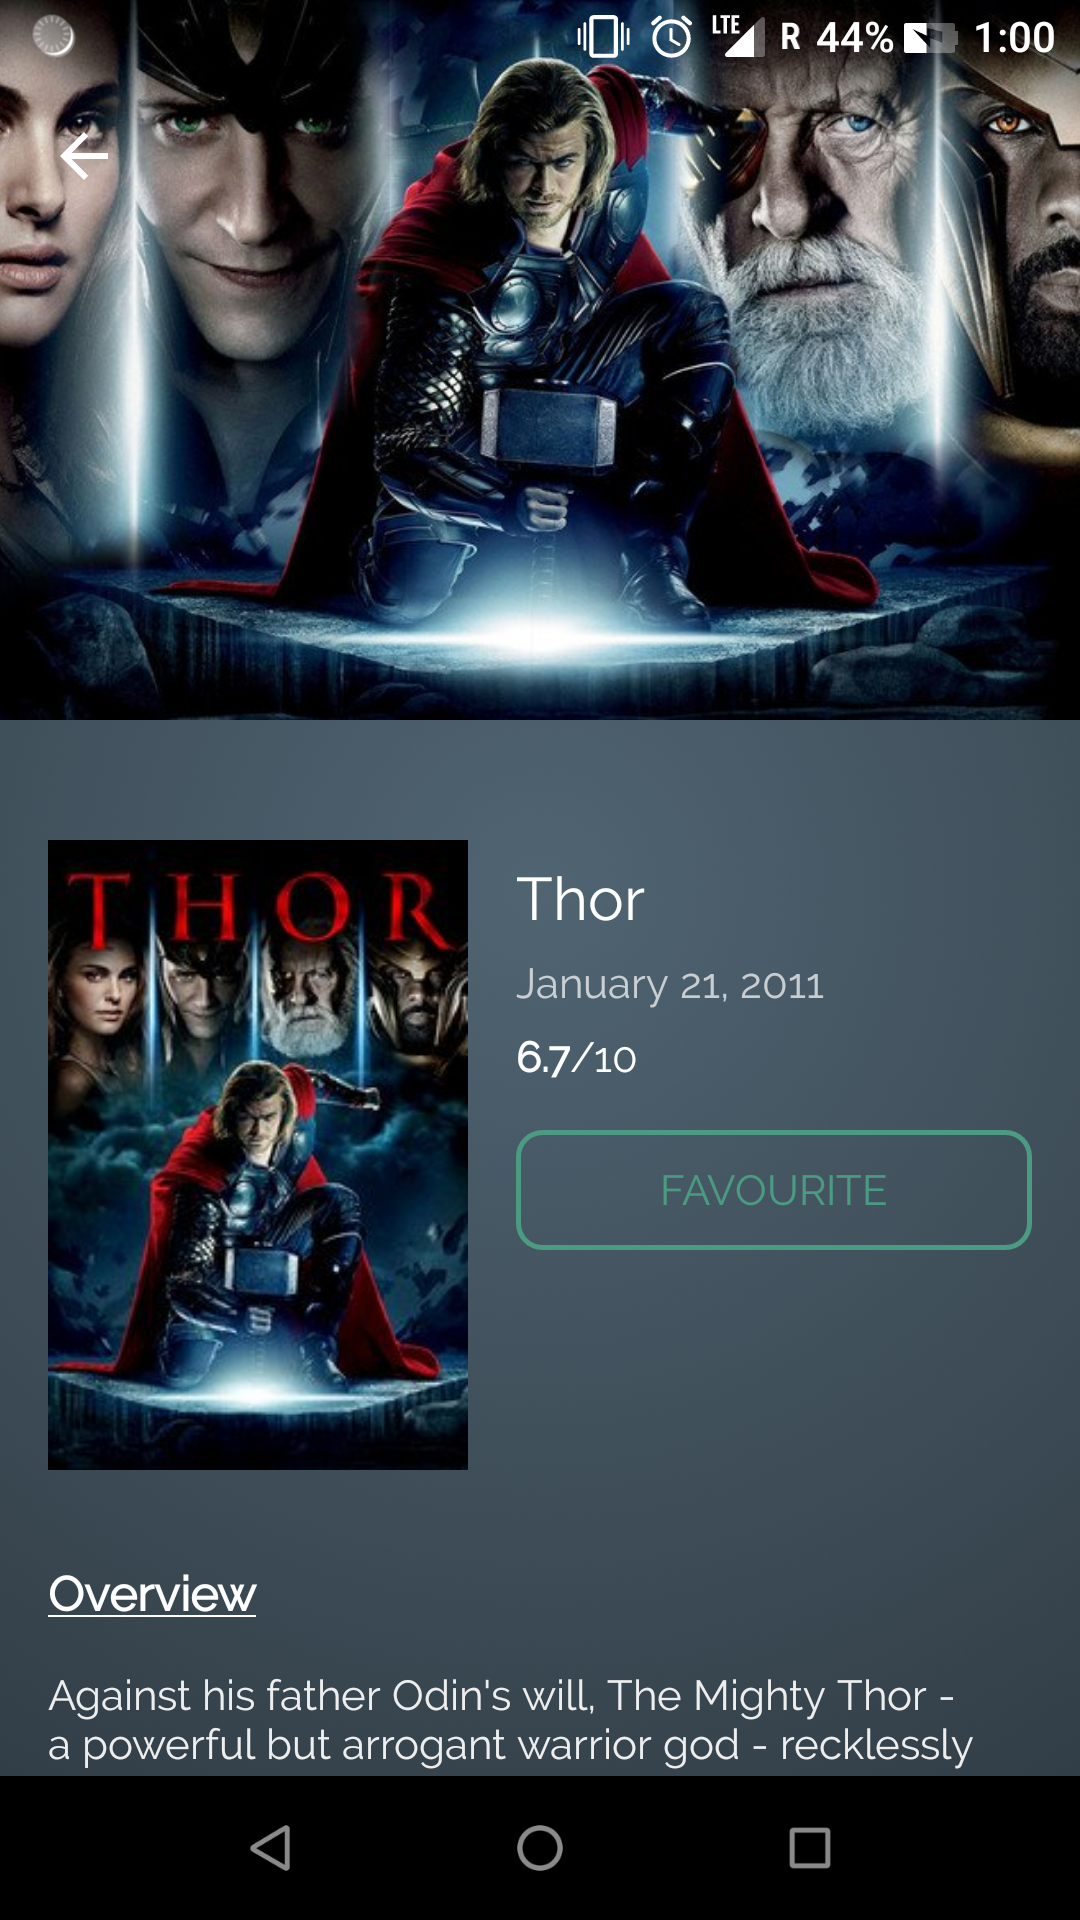 LTE R 44% 1:00
THOR
Thor
January 21, 2011
6.7/10
FAVOURITE
Overview
Against his father Odin's will, The Mighty Thor -
a powerful but arrogant warrior god - recklessly